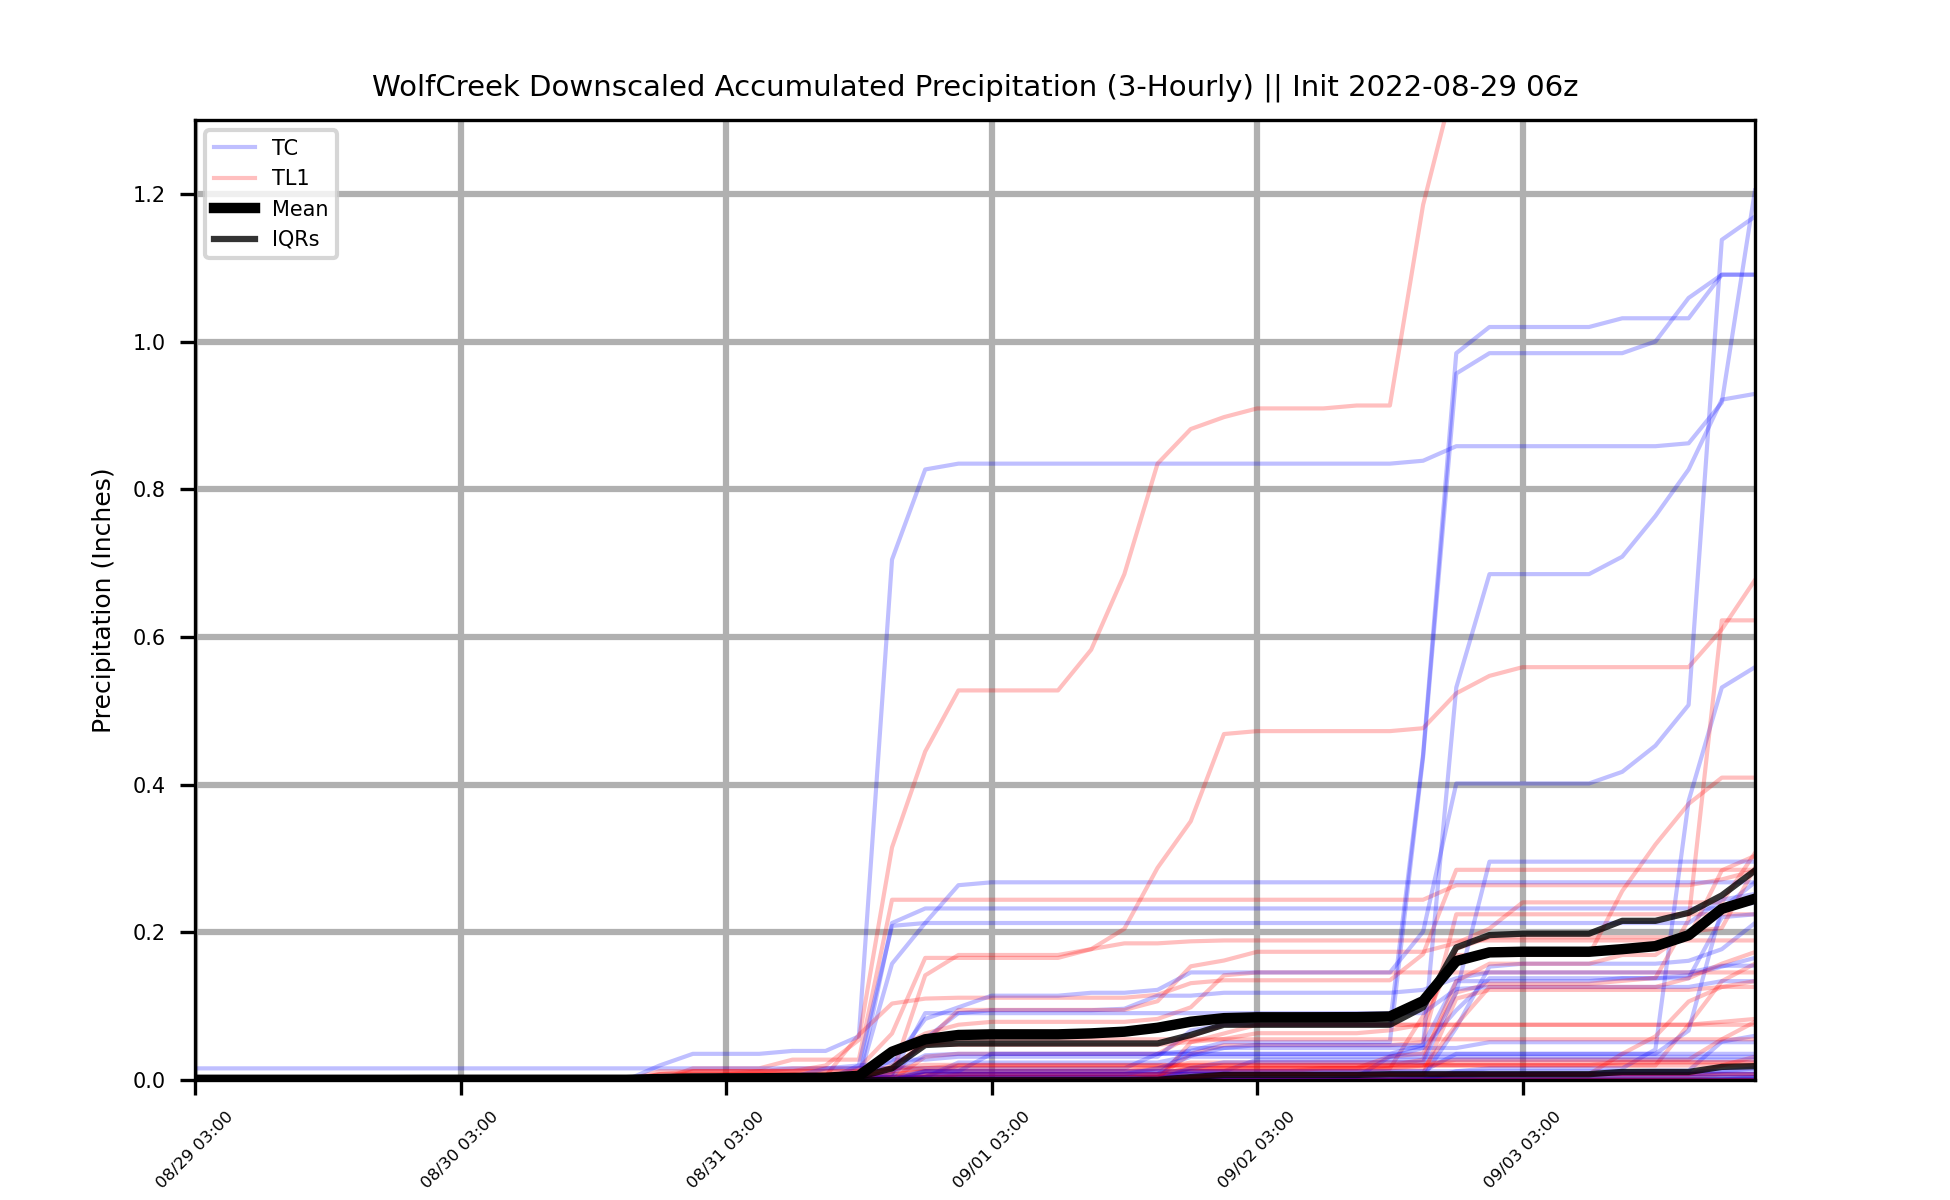 WolfCreek Downscaled Accumulated Precipitation (3-Hourly) || Init 2022-08-29 06z
TC
TL1
Mean
IQRs
Precipitation (Inches)
1.2
1.0
0.8
0.6
0.4
0.2
0.0
08/29 03:00
08/30 03:00
08/31 03:00
09/01 03:00
09/02 03:00
09/03 03:00